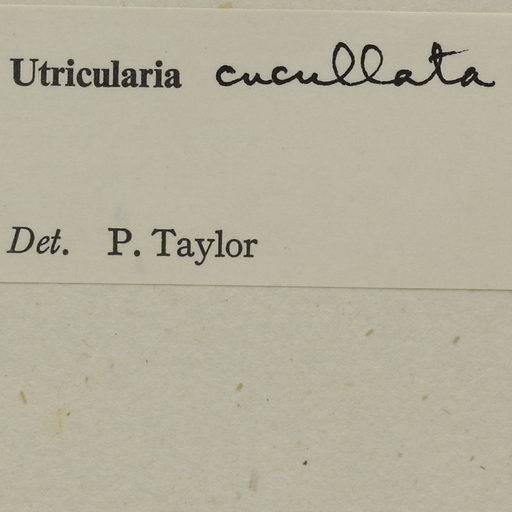 Utricularia cucullata
Det. P. Taylor